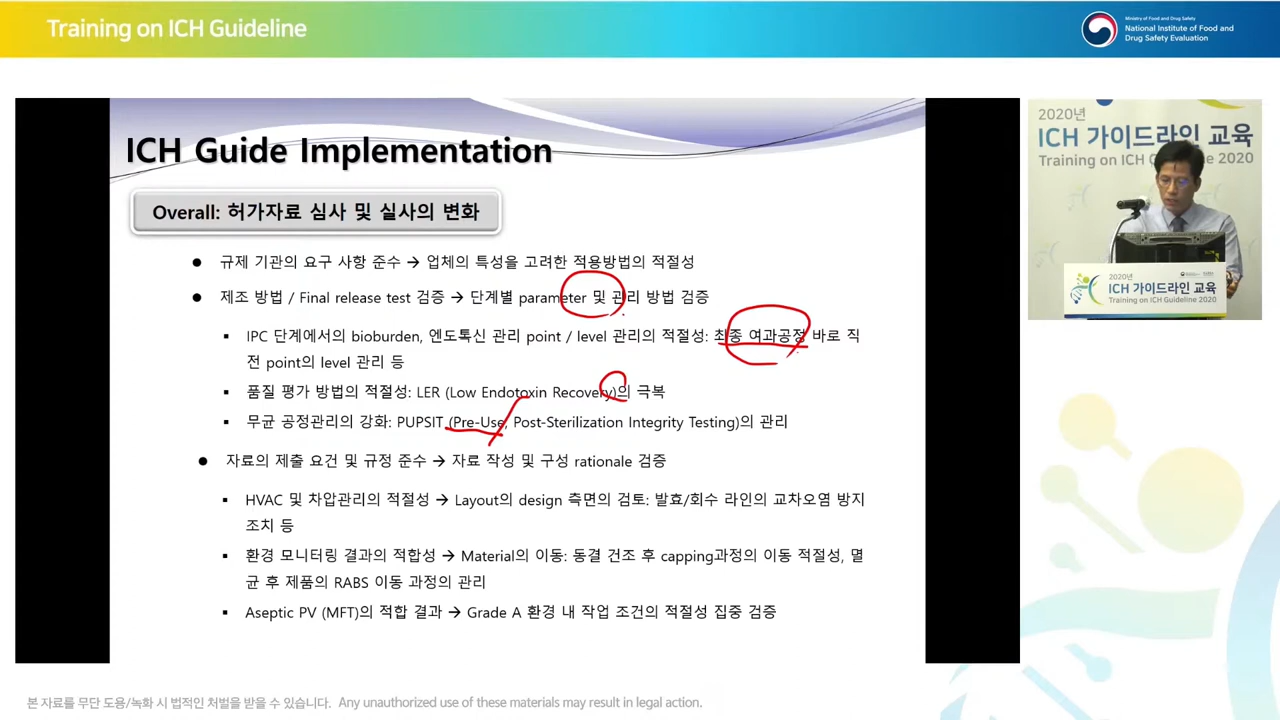 Training on ICH Guideline
Ministry of Food and Drug Safety
National Institute of Food and
Drug Safety Evaluation
ICH Guide Implementation
Overall: 허가자료 심사 및 실사의 변화
● 규제 기관의 요구 사항 준수 → 업체의 특성을 고려한 적용방법의 적절성
● 제조 방법 / Final release test 검증 → 단계별 parameter 및 관리 방법 검증
▪ IPC 단계에서의 bioburden, 엔도톡신 관리 point / level 관리의 적절성: 최종 여과공정 바로 직
전 point의 level 관리 등
▪ 품질 평가 방법의 적절성: LER (Low Endotoxin Recovery)의 극복
▪ 무균 공정관리의 강화: PUPSIT (Pre-Use, Post-Sterilization Integrity Testing)의 관리
● 자료의 제출 요건 및 규정 준수 → 자료 작성 및 구성 rationale 검증
▪ HVAC 및 차압관리의 적절성 → Layout의 design 측면의 검토: 발효/회수 라인의 교차오염 방지
조치 등
▪ 환경 모니터링 결과의 적합성 → Material의 이동: 동결 건조 후 capping과정의 이동 적절성, 멸
균 후 제품의 RABS 이동 과정의 관리
▪ Aseptic PV (MFT)의 적합 결과 → Grade A 환경 내 작업 조건의 적절성 집중 검증
2020년
ICH 가이드라인 교육
Training on ICH Guideline 2020
2020년
ICH 가이드라인 교육
Training on ICH Guideline 2020
본 자료를 무단 도용/녹화 시 법적인 처벌을 받을 수 있습니다. Any unauthorized use of these materials may result in legal action.